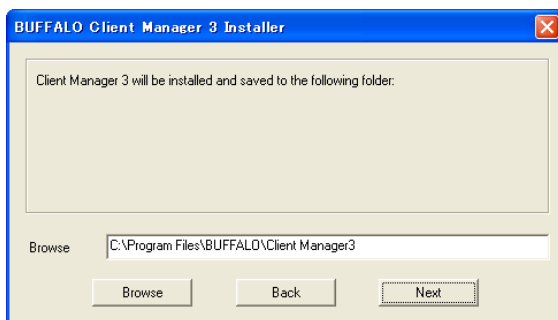 BUFFALO Client Manager 3 Installer
Client Manager 3 will be installed and saved to the following folder:
Browse C:\Program Files\BUFFALO\Client Manager3
Browse Back Next